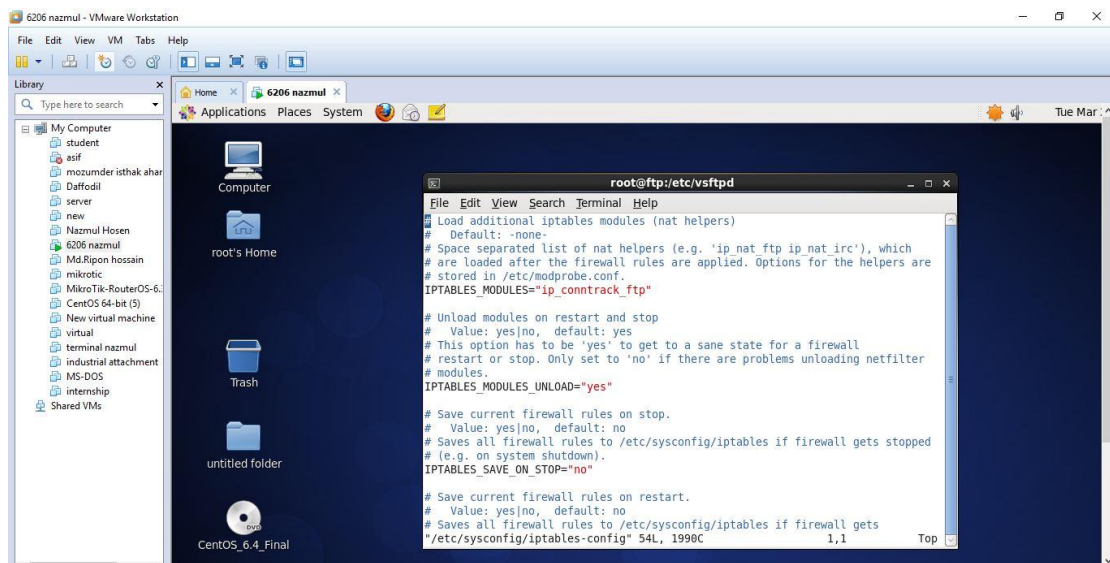 6206 nazmul - VMware Workstation
File Edit View VM Tabs Help
Library
Home
6206 nazmul
Type here to search
Applications Places System
Tue Mar
My Computer
student
asif
mozumder isthak ahar
Daffodil
server
new
Nazmul Hosen
6206 nazmul
Md.Ripon hossain
mikrotic
MikroTik-RouterOS-6.
CentOS 64-bit (5)
New virtual machine
virtual
terminal nazmul
industrial attachment
MS-DOS
internship
Shared VMs
Computer
root's Home
Trash
untitled folder
DVD
CentOS_6.4_Final
root@ftp:/etc/vsftpd
File Edit View Search Terminal Help
# Load additional iptables modules (nat helpers)
#   Default: -none-
# Space separated list of nat helpers (e.g. 'ip_nat_ftp ip_nat_irc'), which
# are loaded after the firewall rules are applied. Options for the helpers are
# stored in /etc/modprobe.conf.
IPTABLES_MODULES="ip_conntrack_ftp"
# Unload modules on restart and stop
#   Value: yes|no,  default: yes
# This option has to be 'yes' to get to a sane state for a firewall
# restart or stop. Only set to 'no' if there are problems unloading netfilter
# modules.
IPTABLES_MODULES_UNLOAD="yes"
# Save current firewall rules on stop.
#   Value: yes|no,  default: no
# Saves all firewall rules to /etc/sysconfig/iptables if firewall gets stopped
# (e.g. on system shutdown).
IPTABLES_SAVE_ON_STOP="no"
# Save current firewall rules on restart.
#   Value: yes|no,  default: no
# Saves all firewall rules to /etc/sysconfig/iptables if firewall gets
"/etc/sysconfig/iptables-config" 54L, 1990C 1,1 Top